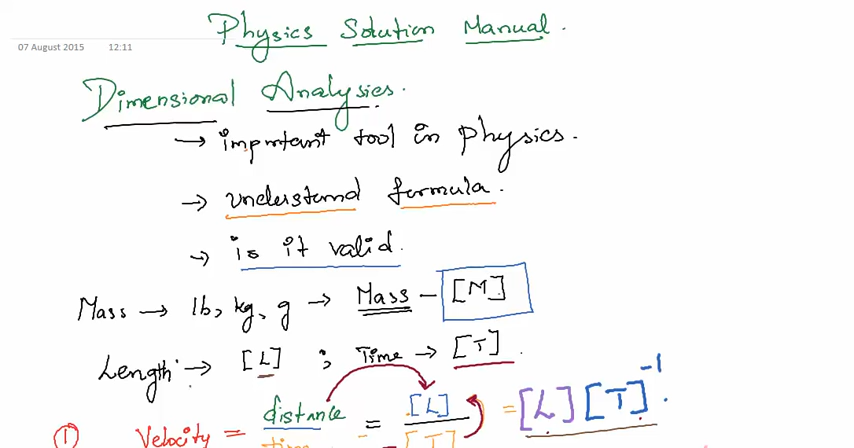 Physics Solution Manual.
07 August 2015 12:11
Dimensional Analysies.
→ important tool in physics.
→ understand formula.
→ is it valid.
Mass → lb, kg, g → Mass - [M]
Length → [L] ; Time → [T]
① Velocity = distance / time = [L] / [T] = [L] [T]⁻¹